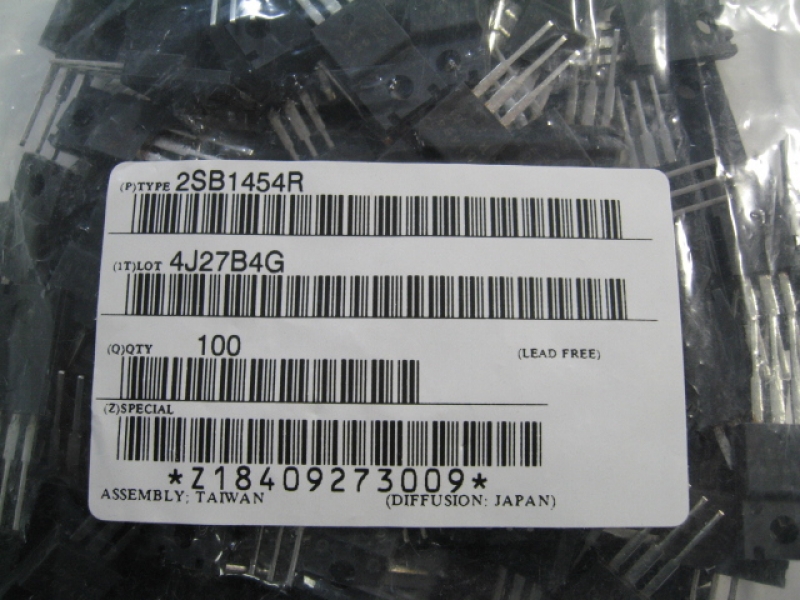 (P)TYPE 2SB1454R
(1T)LOT 4J27B4G
(Q)QTY 100 (LEAD FREE)
(Z)SPECIAL
*Z18409273009*
ASSEMBLY: TAIWAN (DIFFUSION: JAPAN)